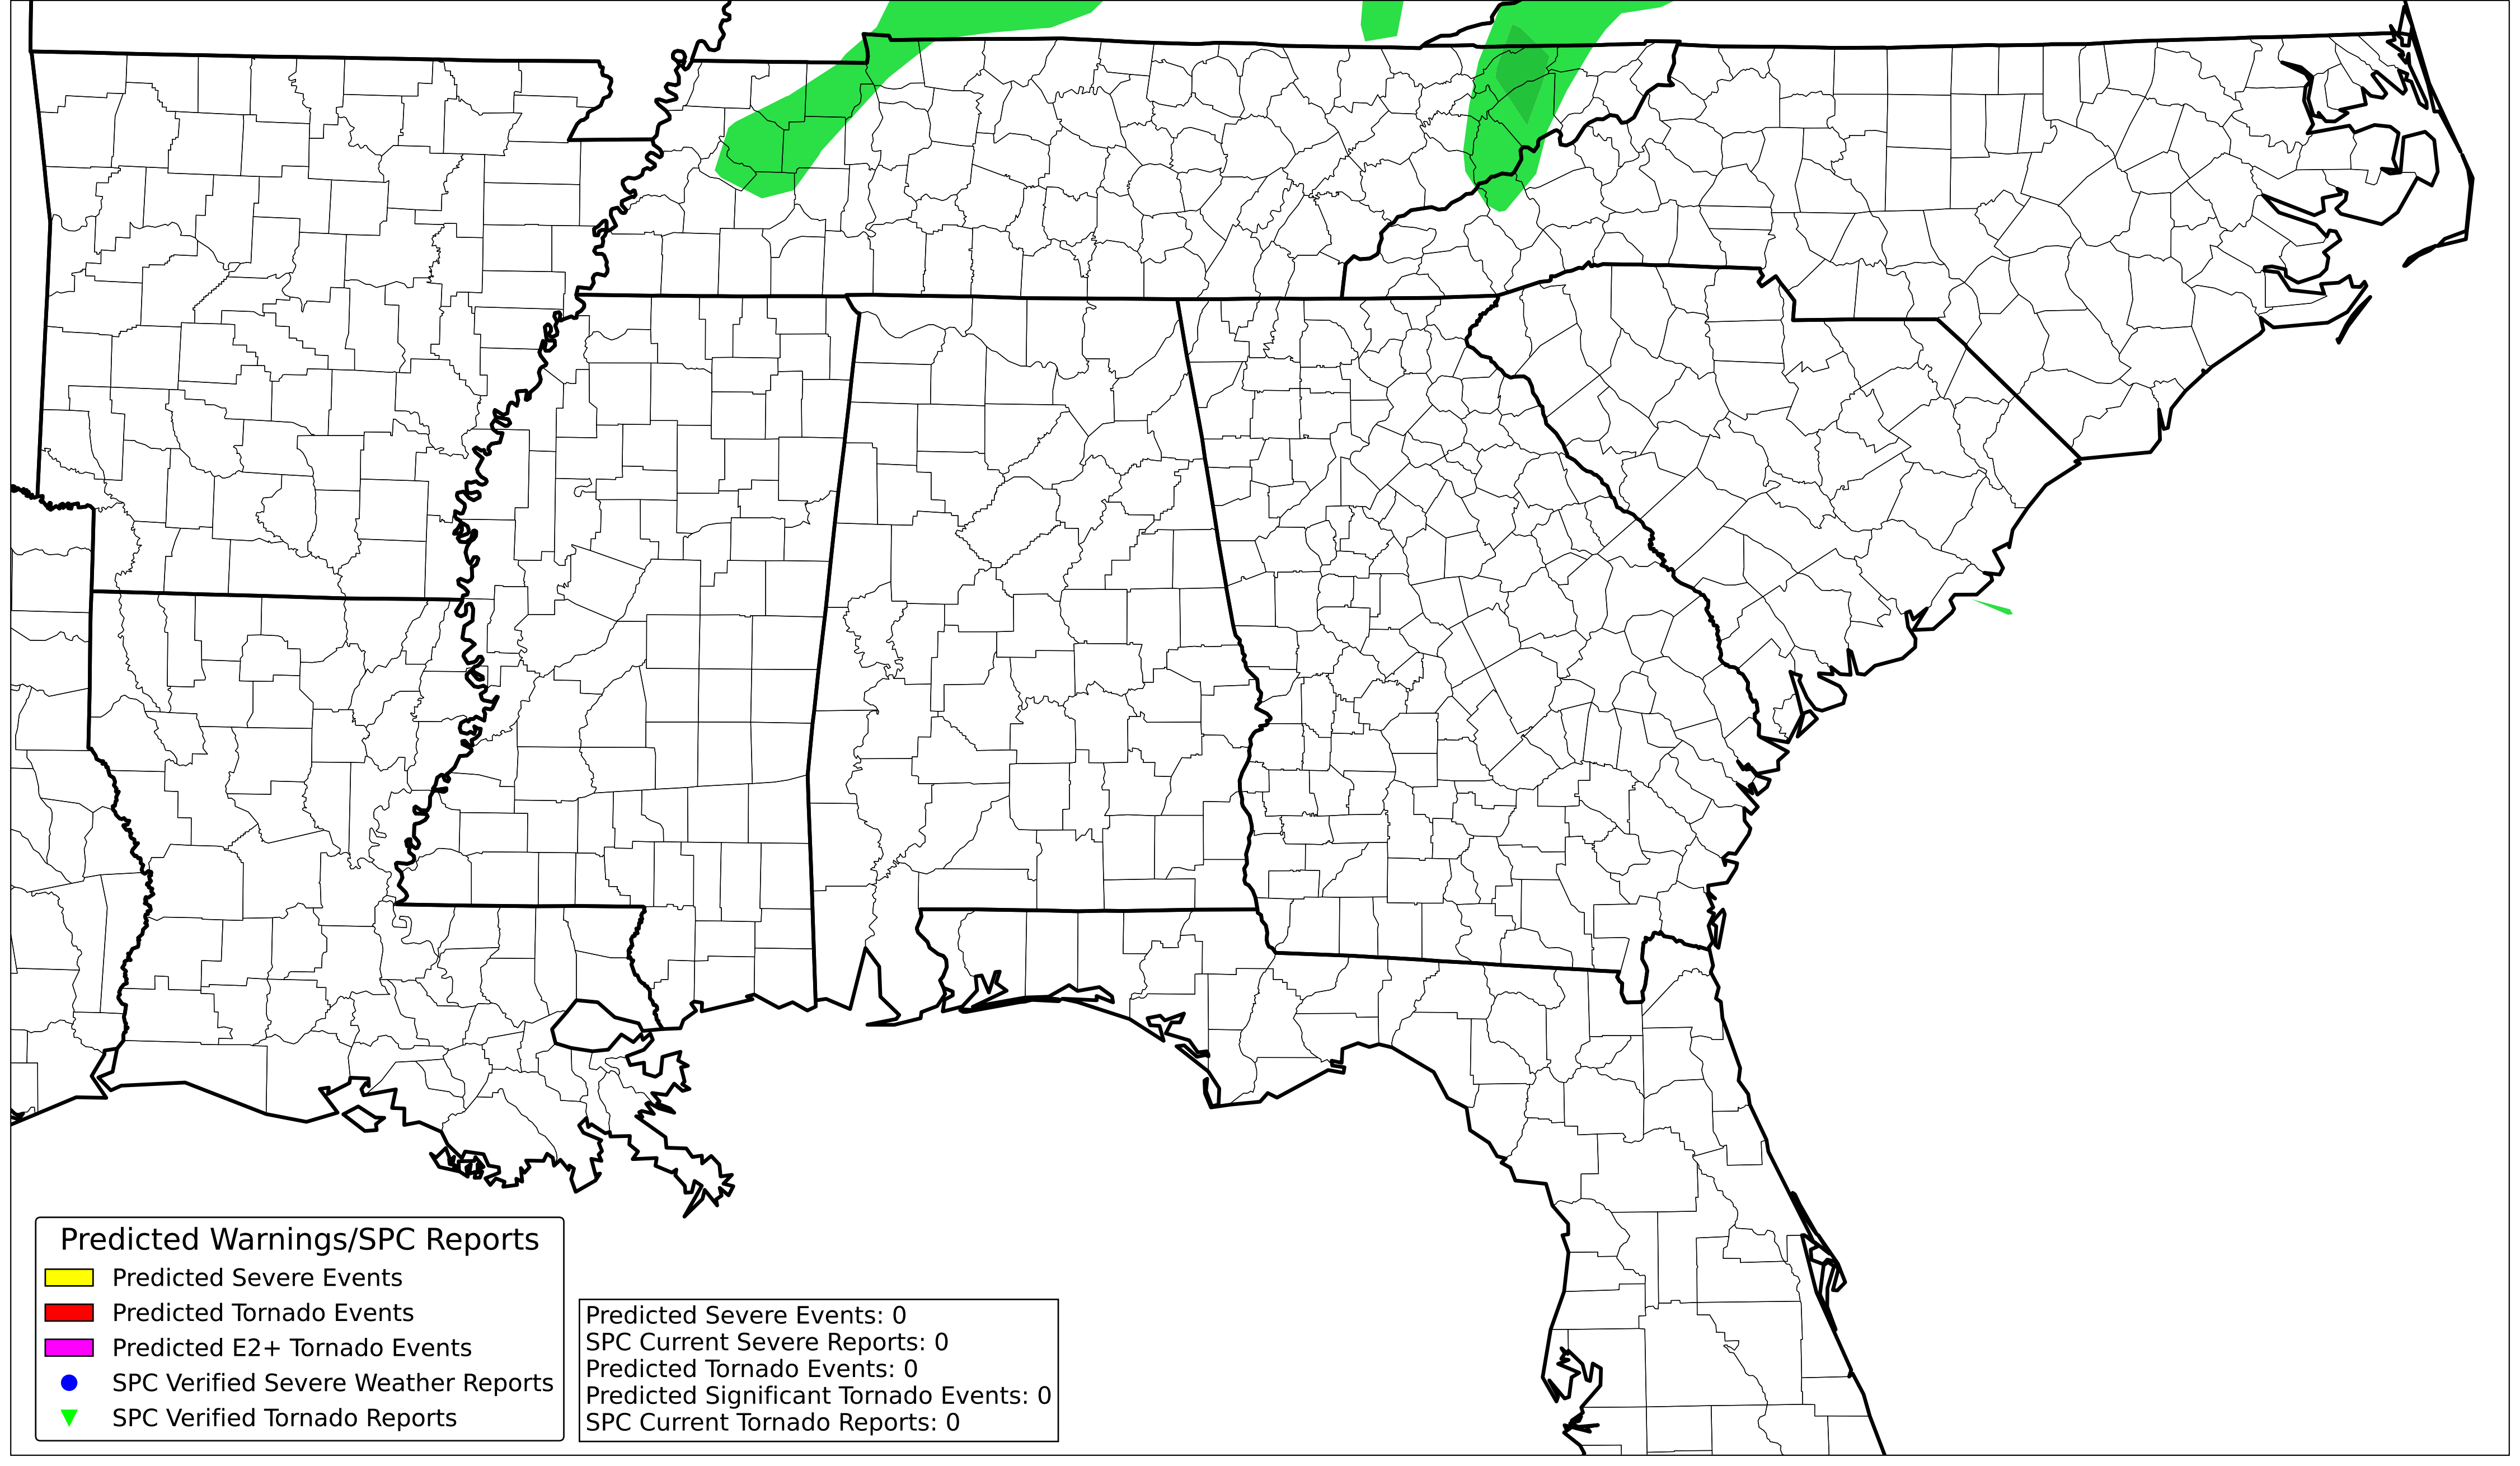 Predicted Warnings/SPC Reports
Predicted Severe Events
Predicted Tornado Events
Predicted E2+ Tornado Events
SPC Verified Severe Weather Reports
SPC Verified Tornado Reports
Predicted Severe Events: 0
SPC Current Severe Reports: 0
Predicted Tornado Events: 0
Predicted Significant Tornado Events: 0
SPC Current Tornado Reports: 0